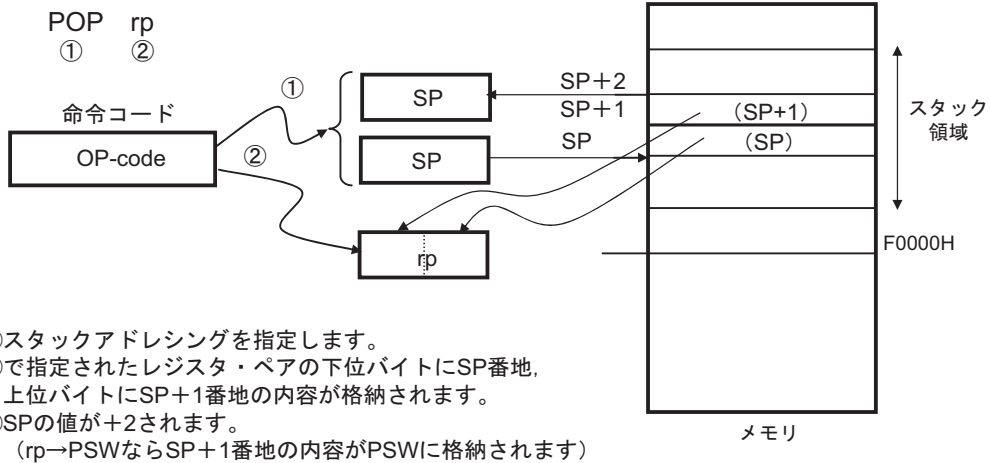 POP rp
① ②
命令コード
OP-code
①
②
SP
SP
rp
SP+2
SP+1
SP
(SP+1)
(SP)
スタック
領域
F0000H
メモリ
スタックアドレシングを指定します。
で指定されたレジスタ・ペアの下位バイトにSP番地,
上位バイトにSP+1番地の内容が格納されます。
SPの値が+2されます。
(rp→PSWならSP+1番地の内容がPSWに格納されます)